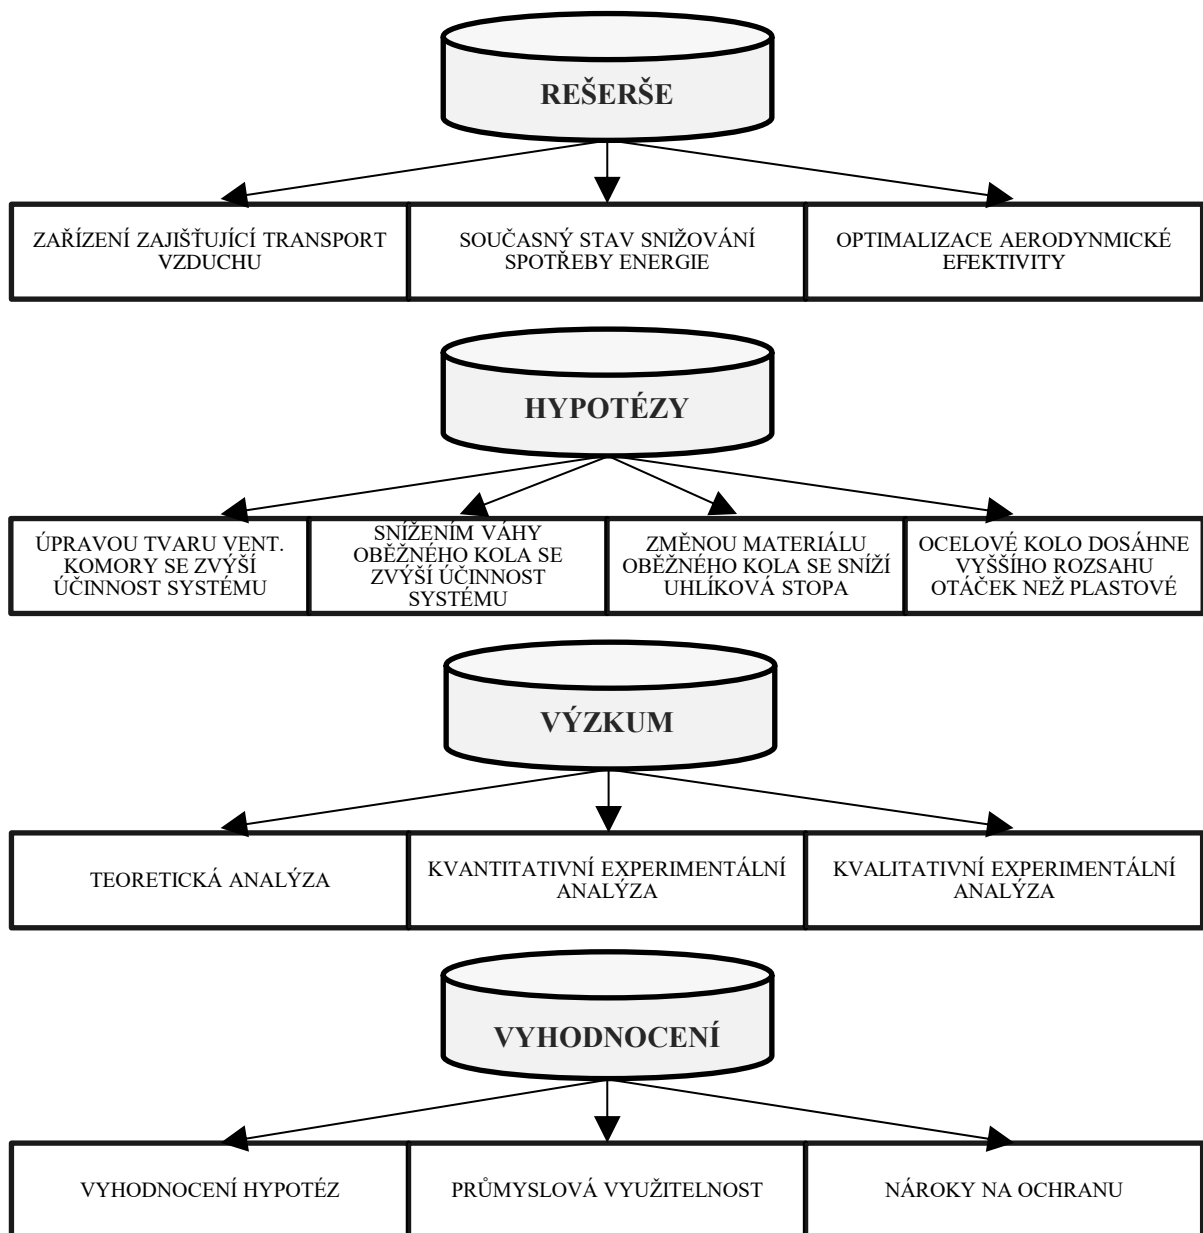 REŠERŠE
ZAŘÍZENÍ ZAJIŠŤUJÍCÍ TRANSPORT
VZDUCHU
SOUČASNÝ STAV SNIŽOVÁNÍ
SPOTŘEBY ENERGIE
OPTIMALIZACE AERODYNMICKÉ
EFEKTIVITY
HYPOTÉZY
ÚPRAVOU TVARU VENT.
KOMORY SE ZVÝŠÍ
ÚČINNOST SYSTÉMU
SNÍŽENÍM VÁHY
OBĚŽNÉHO KOLA SE
ZVÝŠÍ ÚČINNOST
SYSTÉMU
ZMĚNOU MATERIÁLU
OBĚŽNÉHO KOLA SE SNÍŽÍ
UHLÍKOVÁ STOPA
OCELOVÉ KOLO DOSÁHNE
VYŠŠÍHO ROZSAHU
OTÁČEK NEŽ PLASTOVÉ
VÝZKUM
TEORETICKÁ ANALÝZA
KVANTITATIVNÍ EXPERIMENTÁLNÍ
ANALÝZA
KVALITATIVNÍ EXPERIMENTÁLNÍ
ANALÝZA
VYHODNOCENÍ
VYHODNOCENÍ HYPOTÉZ
PRŮMYSLOVÁ VYUŽITELNOST
NÁROKY NA OCHRANU